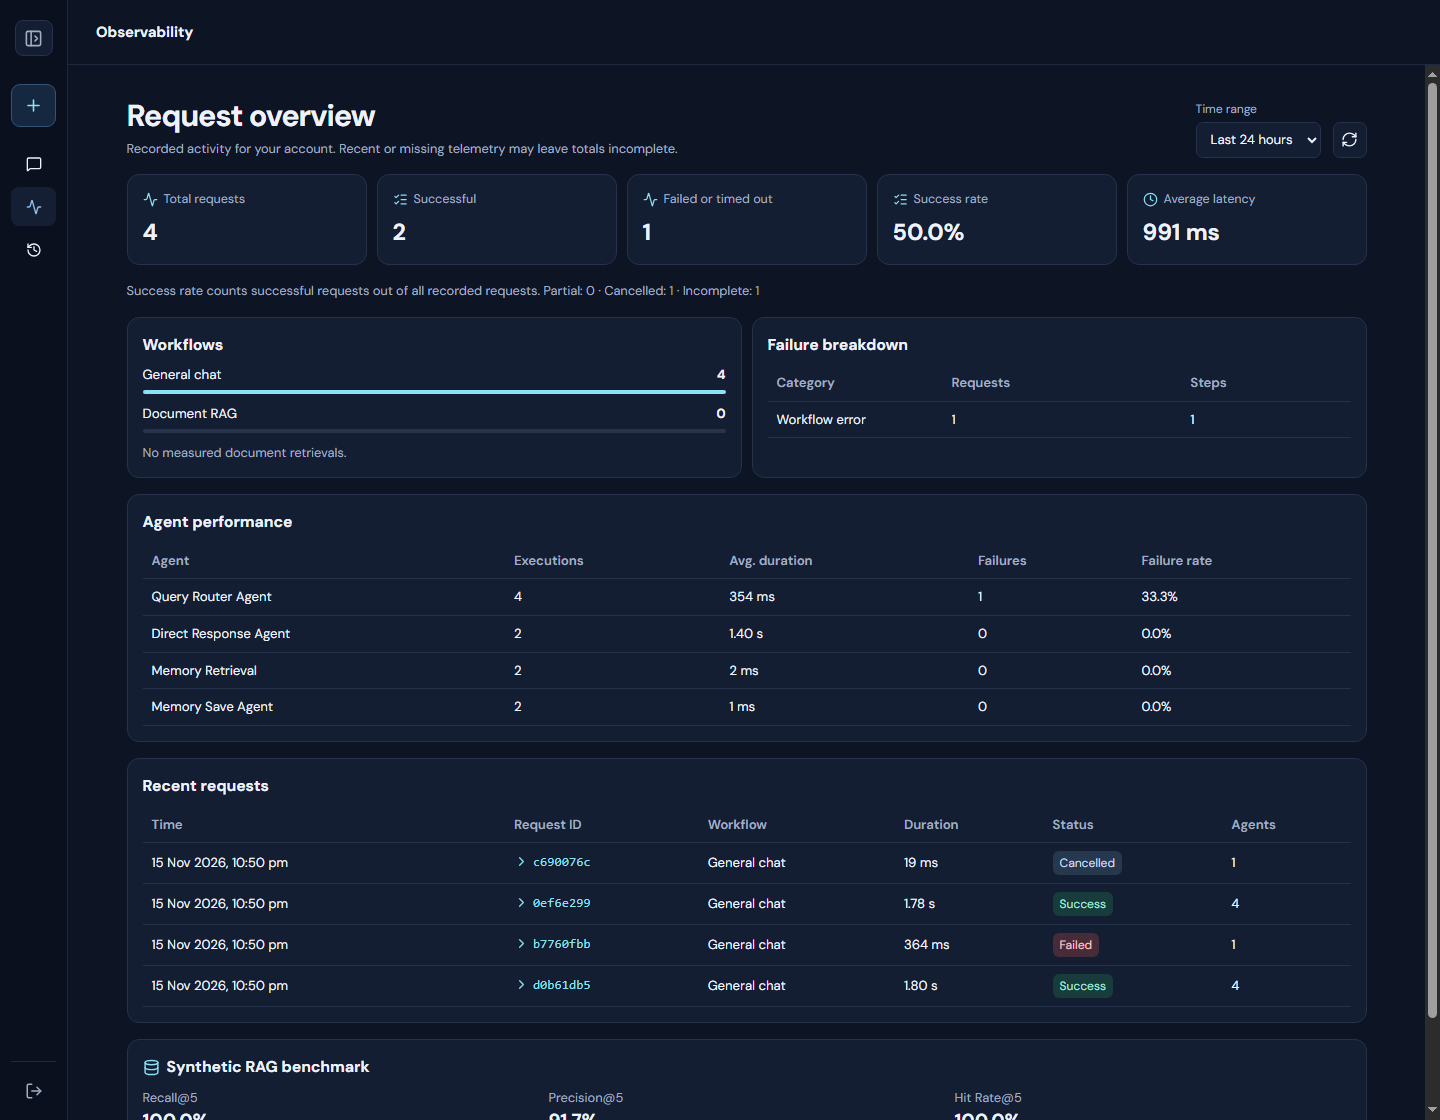 Observability
Request overview
Recorded activity for your account. Recent or missing telemetry may leave totals incomplete.
Time range
Last 24 hours
Total requests
4
Successful
2
Failed or timed out
1
Success rate
50.0%
Average latency
991 ms
Success rate counts successful requests out of all recorded requests. Partial: 0 · Cancelled: 1 · Incomplete: 1
Workflows
General chat 4
Document RAG 0
No measured document retrievals.
Failure breakdown
Category Requests Steps
Workflow error 1 1
Agent performance
Agent Executions Avg. duration Failures Failure rate
Query Router Agent 4 354 ms 1 33.3%
Direct Response Agent 2 1.40 s 0 0.0%
Memory Retrieval 2 2 ms 0 0.0%
Memory Save Agent 2 1 ms 0 0.0%
Recent requests
Time Request ID Workflow Duration Status Agents
15 Nov 2026, 10:50 pm c690076c General chat 19 ms Cancelled 1
15 Nov 2026, 10:50 pm 0ef6e299 General chat 1.78 s Success 4
15 Nov 2026, 10:50 pm b7760fbb General chat 364 ms Failed 1
15 Nov 2026, 10:50 pm d0b61db5 General chat 1.80 s Success 4
Synthetic RAG benchmark
Recall@5 Precision@5 Hit Rate@5
100.0% 91.7% 100.0%